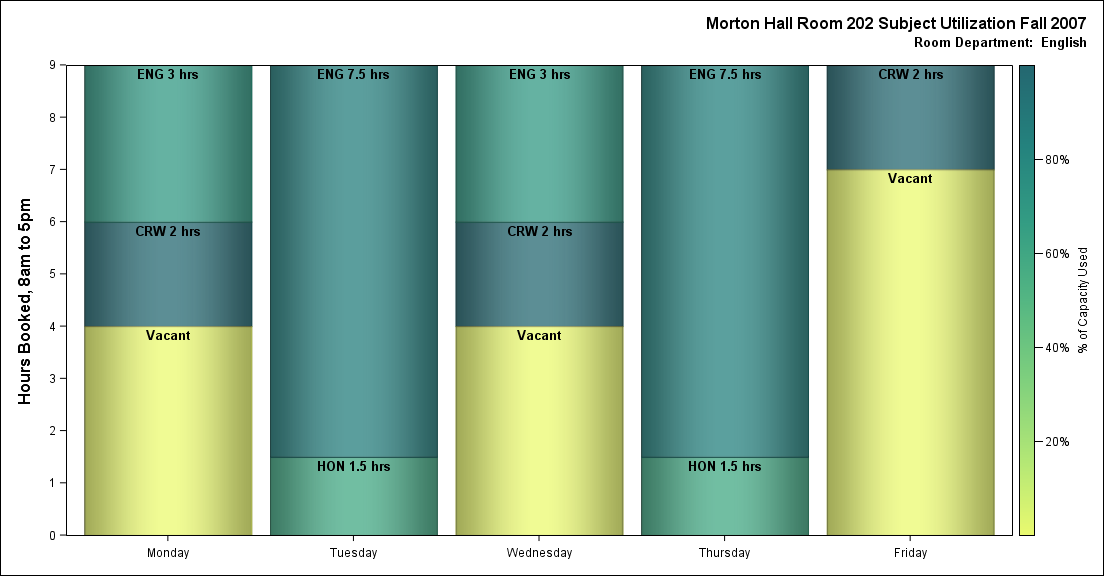 Morton Hall Room 202 Subject Utilization Fall 2007
Room Department: English
Hours Booked, 8am to 5pm
9
8
7
6
5
4
3
2
1
0
ENG 3 hrs
CRW 2 hrs
Vacant
ENG 7.5 hrs
HON 1.5 hrs
ENG 3 hrs
CRW 2 hrs
Vacant
ENG 7.5 hrs
HON 1.5 hrs
CRW 2 hrs
Vacant
Monday
Tuesday
Wednesday
Thursday
Friday
80%
60%
40%
20%
% of Capacity Used